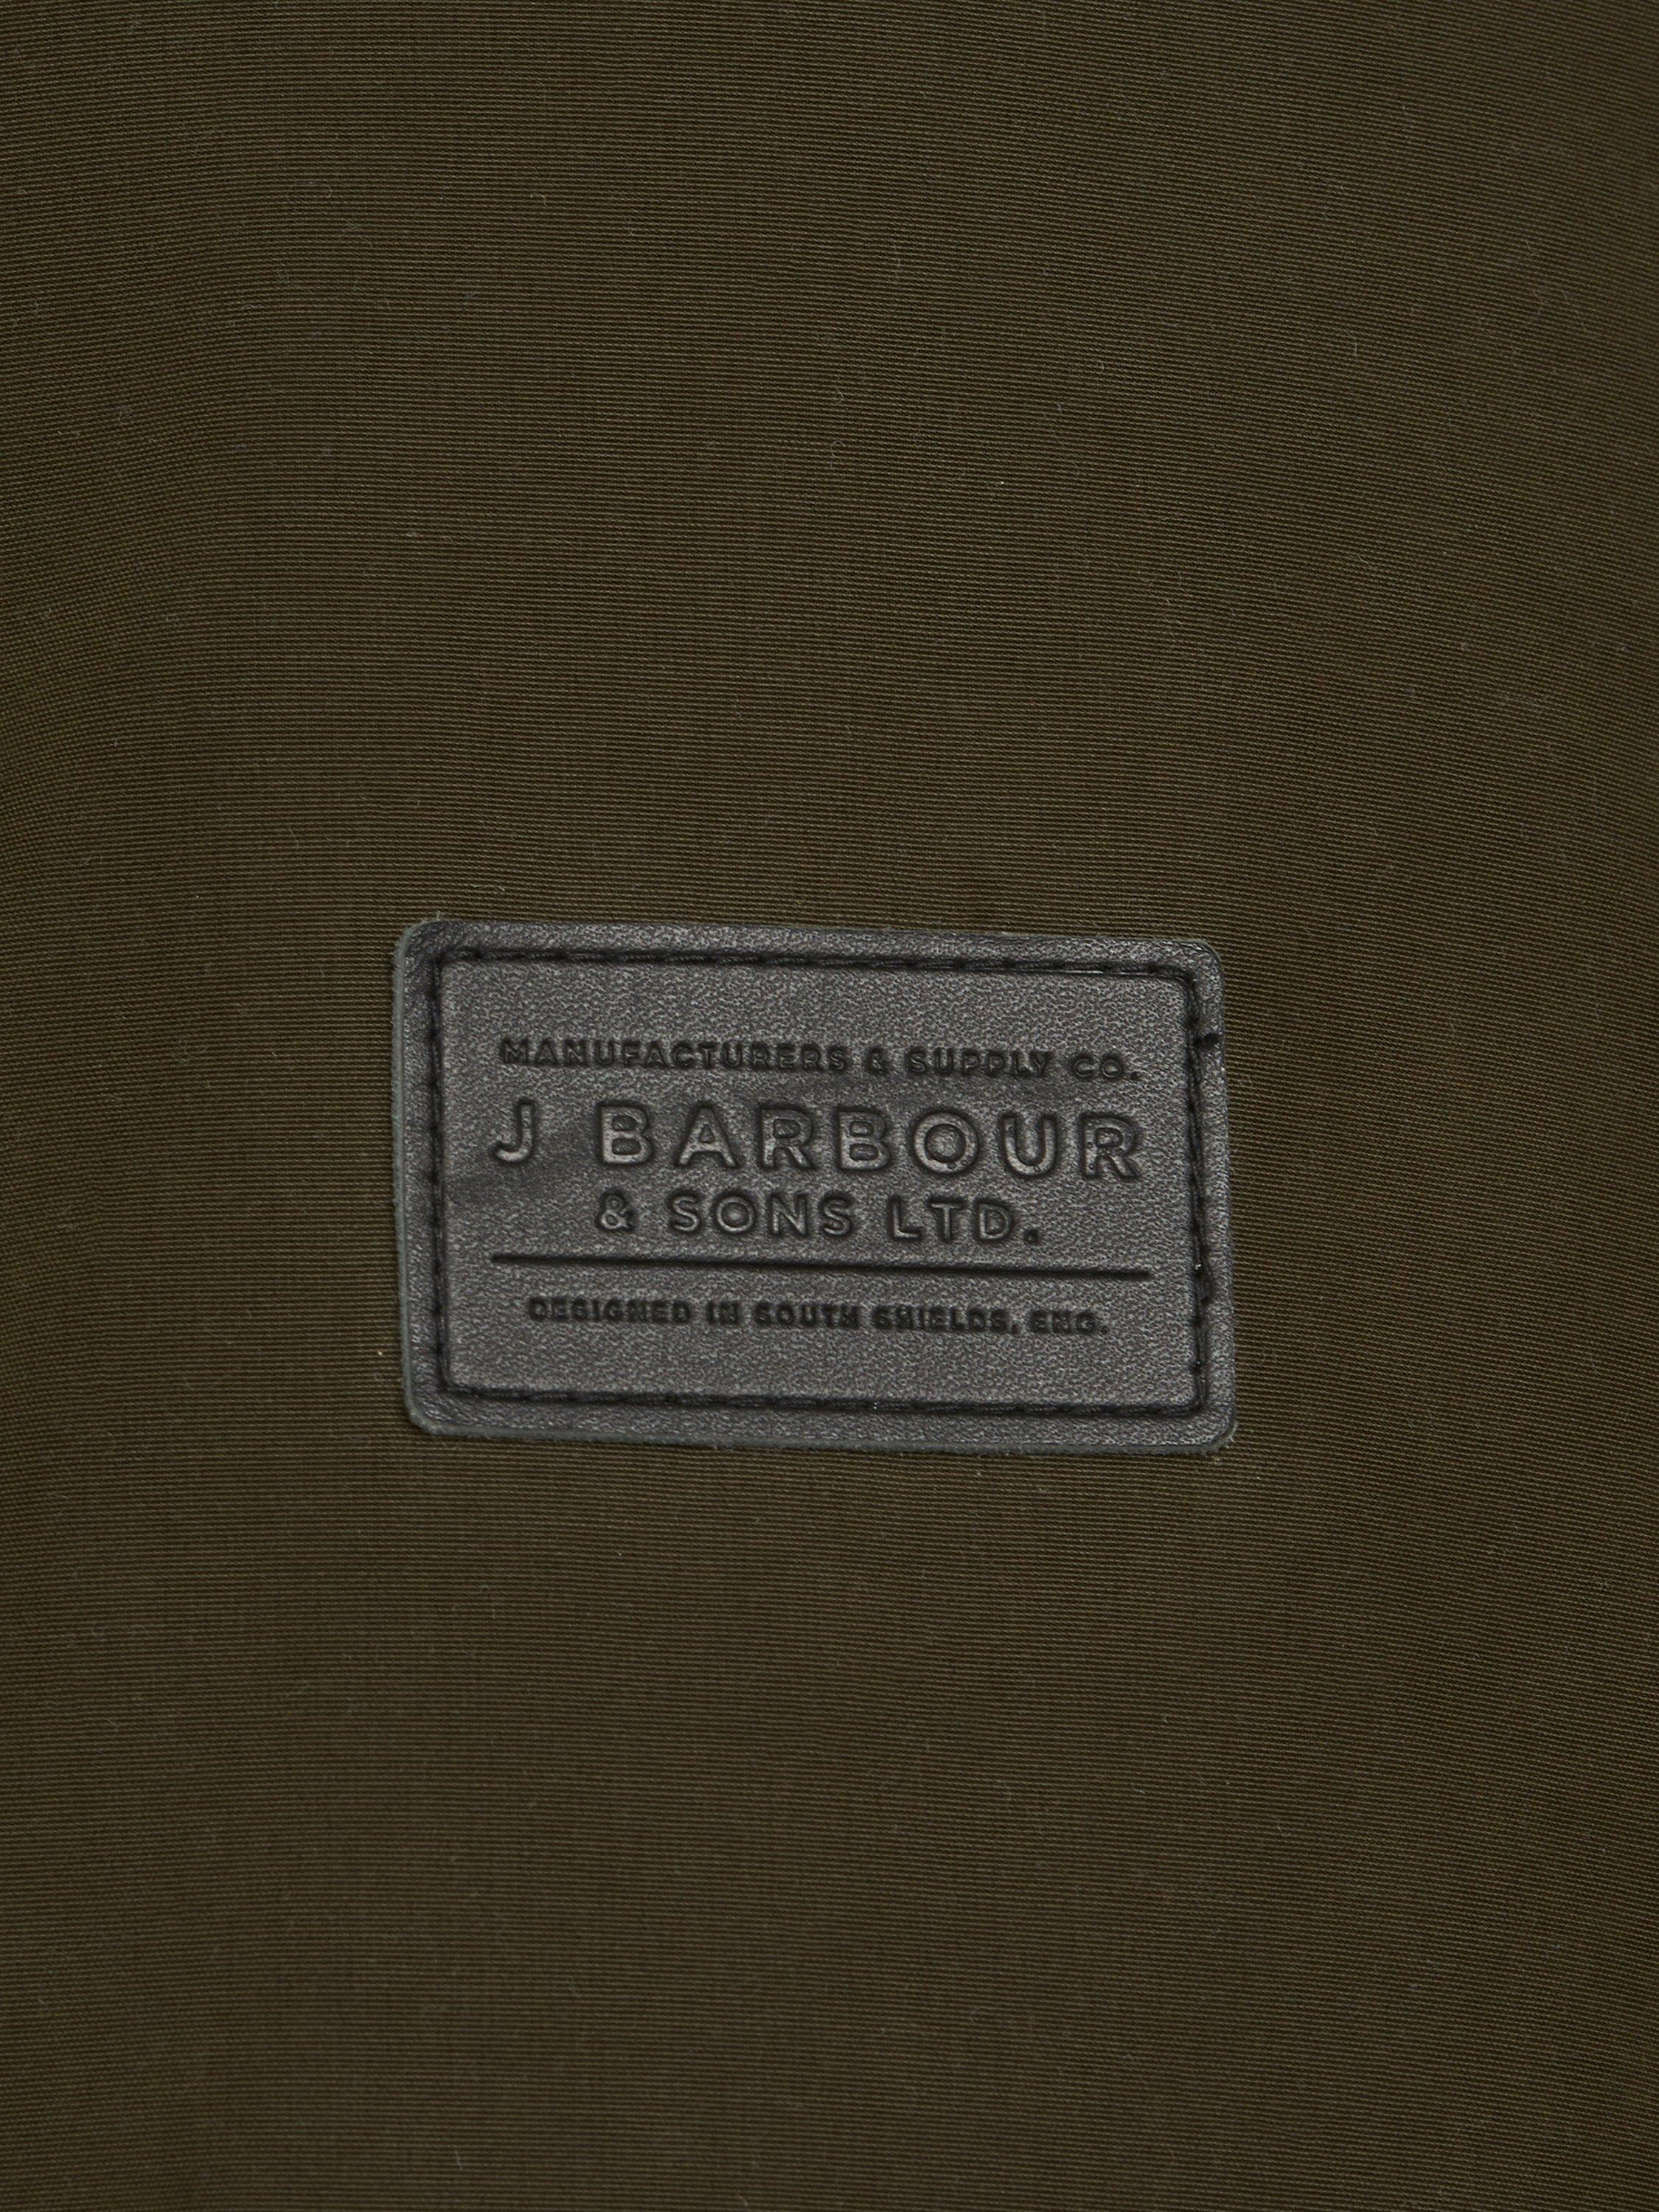 MANUFACTURERS & SUPPLY CO.
J BARBOUR
& SONS LTD.
DESIGNED IN SOUTH SHIELDS, ENG.